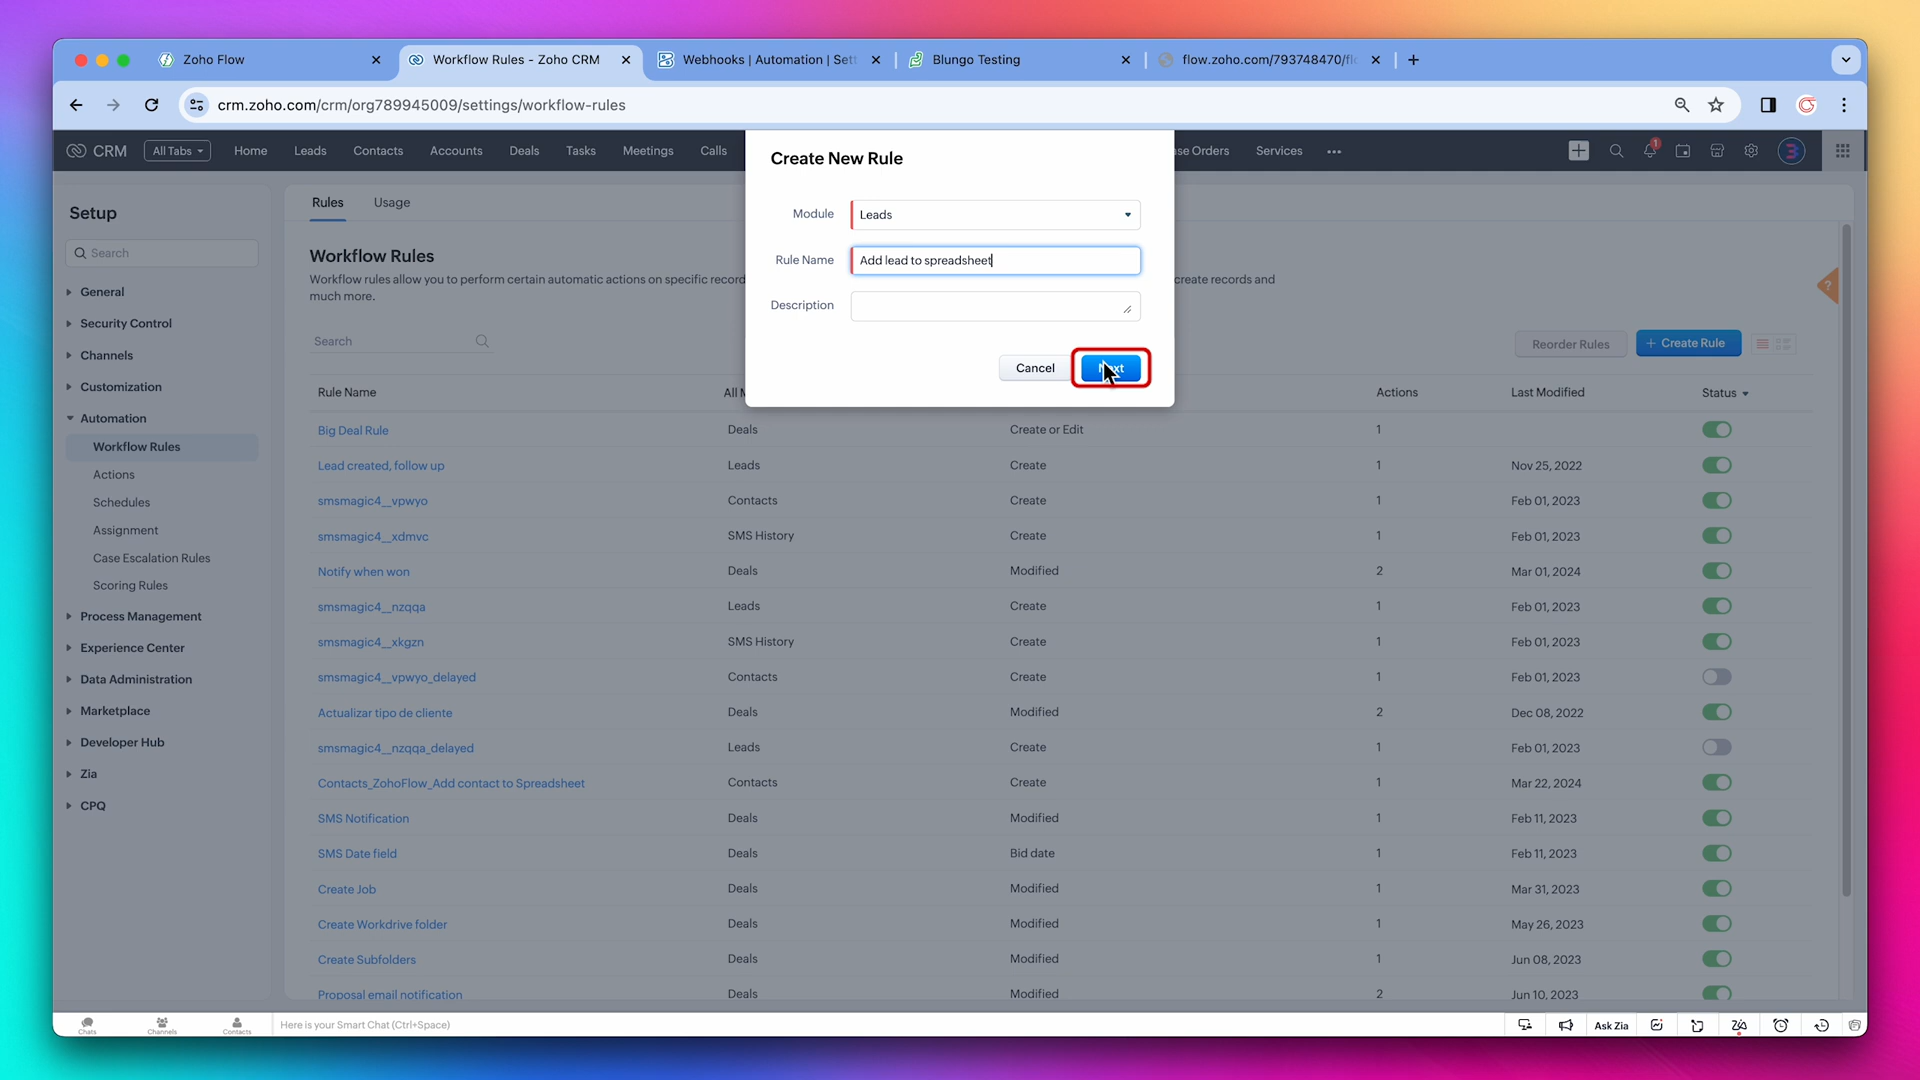 Zoho Flow
Workflow Rules - Zoho CRM
Webhooks | Automation | Sett
Blungo Testing
flow.zoho.com/793748470/fl
crm.zoho.com/crm/org789945009/settings/workflow-rules
CRM
All Tabs
Home
Leads
Contacts
Accounts
Deals
Tasks
Meetings
Calls
se Orders
Services
1
Create New Rule
Module
Leads
Rule Name
Add lead to spreadsheet
Description
Cancel
Setup
Search
General
Security Control
Channels
Customization
Automation
Workflow Rules
Actions
Schedules
Assignment
Case Escalation Rules
Scoring Rules
Process Management
Experience Center
Data Administration
Marketplace
Developer Hub
Zia
CPQ
Rules
Usage
Workflow Rules
Workflow rules allow you to perform certain automatic actions on specific record create records and
much more.
?
Search
Reorder Rules
+ Create Rule
Rule Name All M Actions Last Modified Status
Big Deal Rule Deals Create or Edit 1
Lead created, follow up Leads Create 1 Nov 25, 2022
smsmagic4__vpwyo Contacts Create 1 Feb 01, 2023
smsmagic4__xdmvc SMS History Create 1 Feb 01, 2023
Notify when won Deals Modified 2 Mar 01, 2024
smsmagic4__nzqqa Leads Create 1 Feb 01, 2023
smsmagic4__xkgzn SMS History Create 1 Feb 01, 2023
smsmagic4__vpwyo_delayed Contacts Create 1 Feb 01, 2023
Actualizar tipo de cliente Deals Modified 2 Dec 08, 2022
smsmagic4__nzqqa_delayed Leads Create 1 Feb 01, 2023
Contacts_ZohoFlow_Add contact to Spreadsheet Contacts Create 1 Mar 22, 2024
SMS Notification Deals Modified 1 Feb 11, 2023
SMS Date field Deals Bid date 1 Feb 11, 2023
Create Job Deals Modified 1 Mar 31, 2023
Create Workdrive folder Deals Modified 1 May 26, 2023
Create Subfolders Deals Modified 1 Jun 08, 2023
Proposal email notification Deals Modified 2 Jun 10, 2023
Chats
Channels
Contacts
Here is your Smart Chat (Ctrl+Space)
Ask Zia